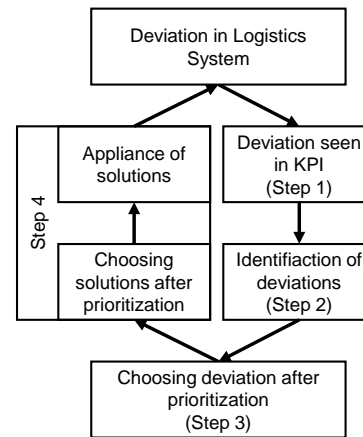 Deviation in Logistics
System
Deviation seen
in KPI
(Step 1)
Identifiaction of
deviations
(Step 2)
Choosing deviation after
prioritization
(Step 3)
Step 4
Choosing
solutions after
prioritization
Appliance of
solutions